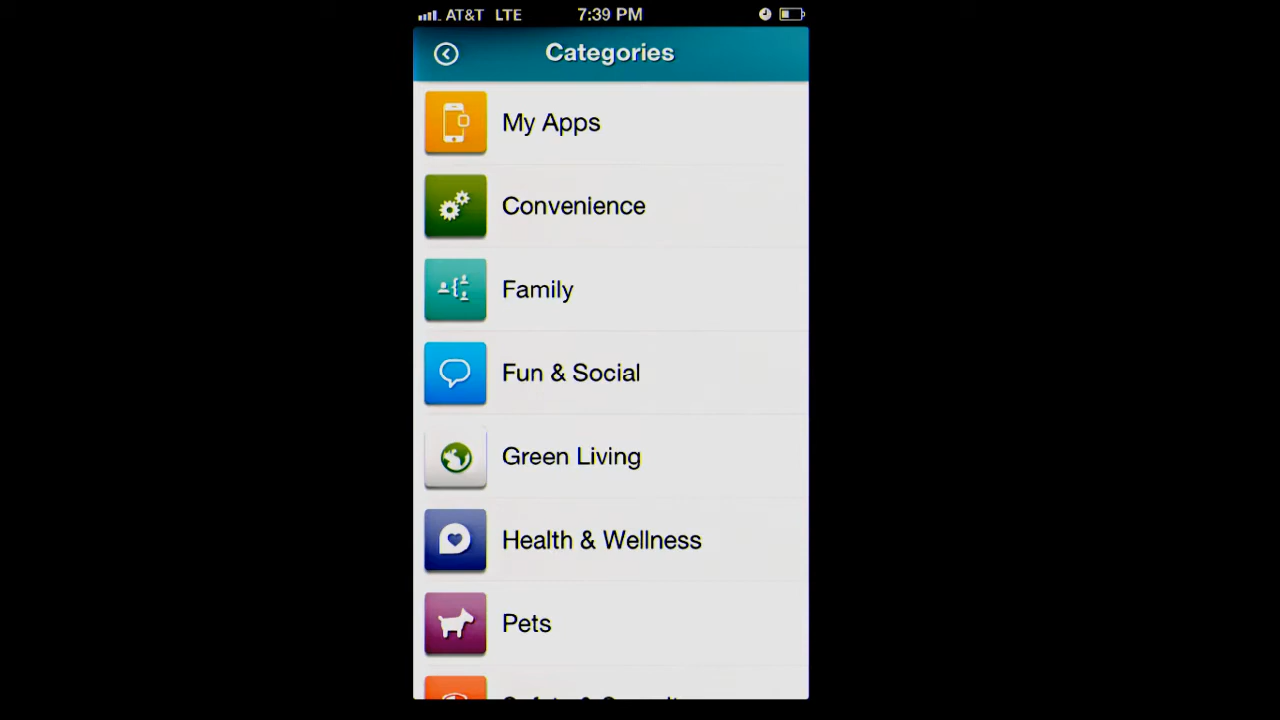 AT&T LTE 7:39 PM
Categories
My Apps
Convenience
Family
Fun & Social
Green Living
Health & Wellness
Pets